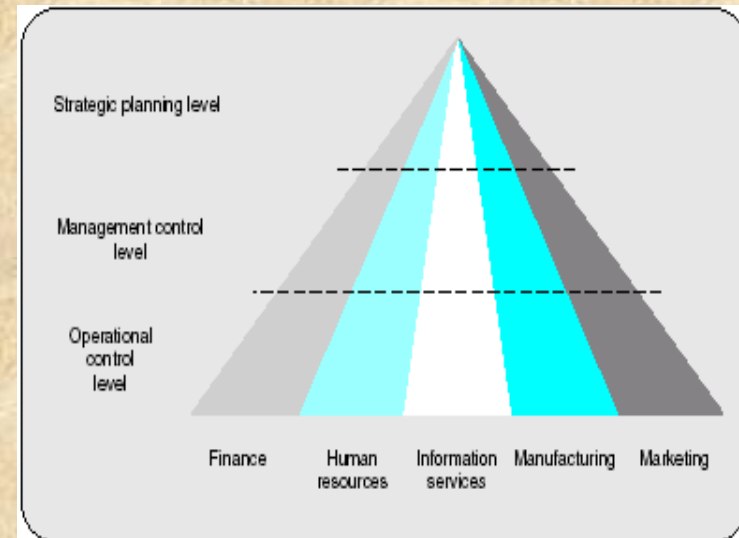 Strategic planning level
Management control
level
Operational
control
level
Finance
Human
resources
Information
services
Manufacturing
Marketing